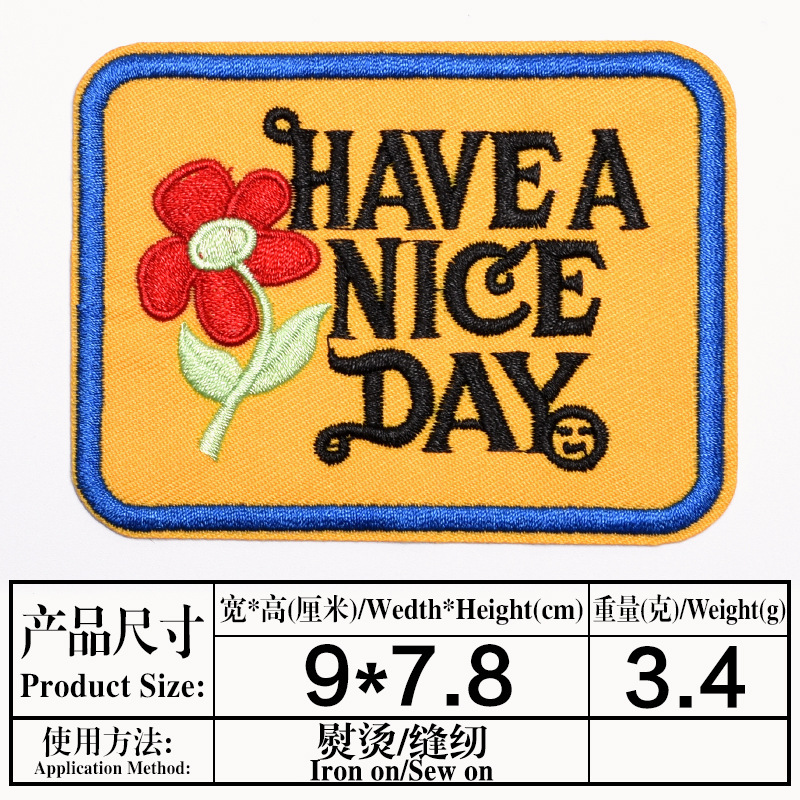 HAVE A
NICE
DAY
产品尺寸
Product Size:
宽*高(厘米)/Wedth*Height(cm)
重量(克)/Weight(g)
9*7.8
3.4
使用方法:
Application Method:
熨烫/缝纫
Iron on/Sew on